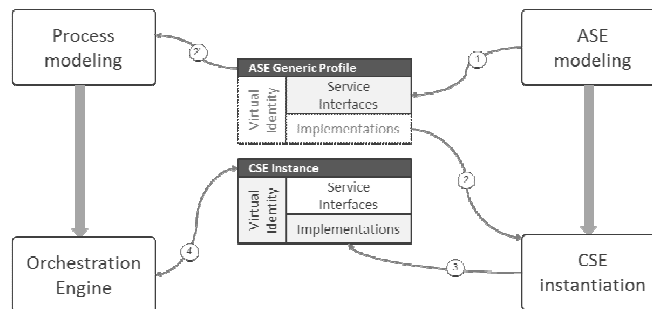 Process
modeling
2'
ASE Generic Profile
1
ASE
modeling
Virtual
Identity
Service
Interfaces
Implementations
CSE Instance
2
Virtual
Identity
Service
Interfaces
Implementations
Orchestration
Engine
4
3
CSE
instantiation